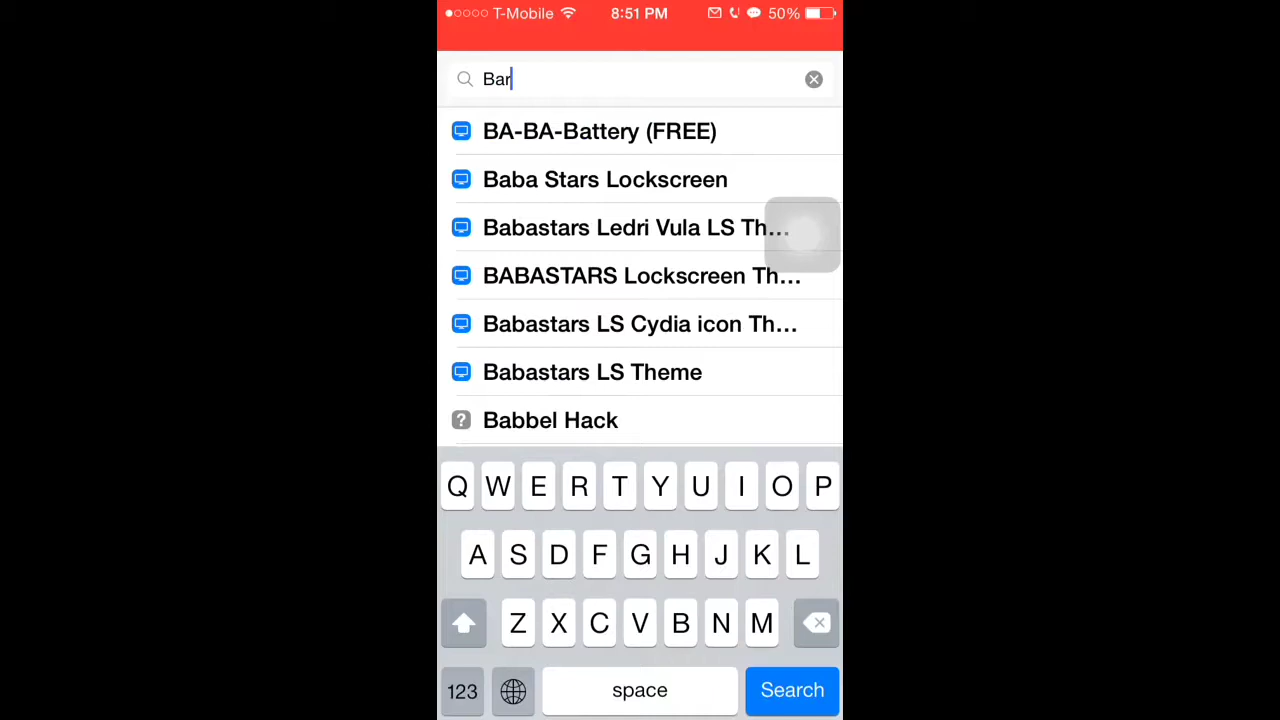 T-Mobile 8:51 PM 50%
Bar
BA-BA-Battery (FREE)
Baba Stars Lockscreen
Babastars Ledri Vula LS Th...
BABASTARS Lockscreen Th...
Babastars LS Cydia icon Th...
Babastars LS Theme
? Babbel Hack
Q W E R T Y U I O P
A S D F G H J K L
Z X C V B N M
123 space Search